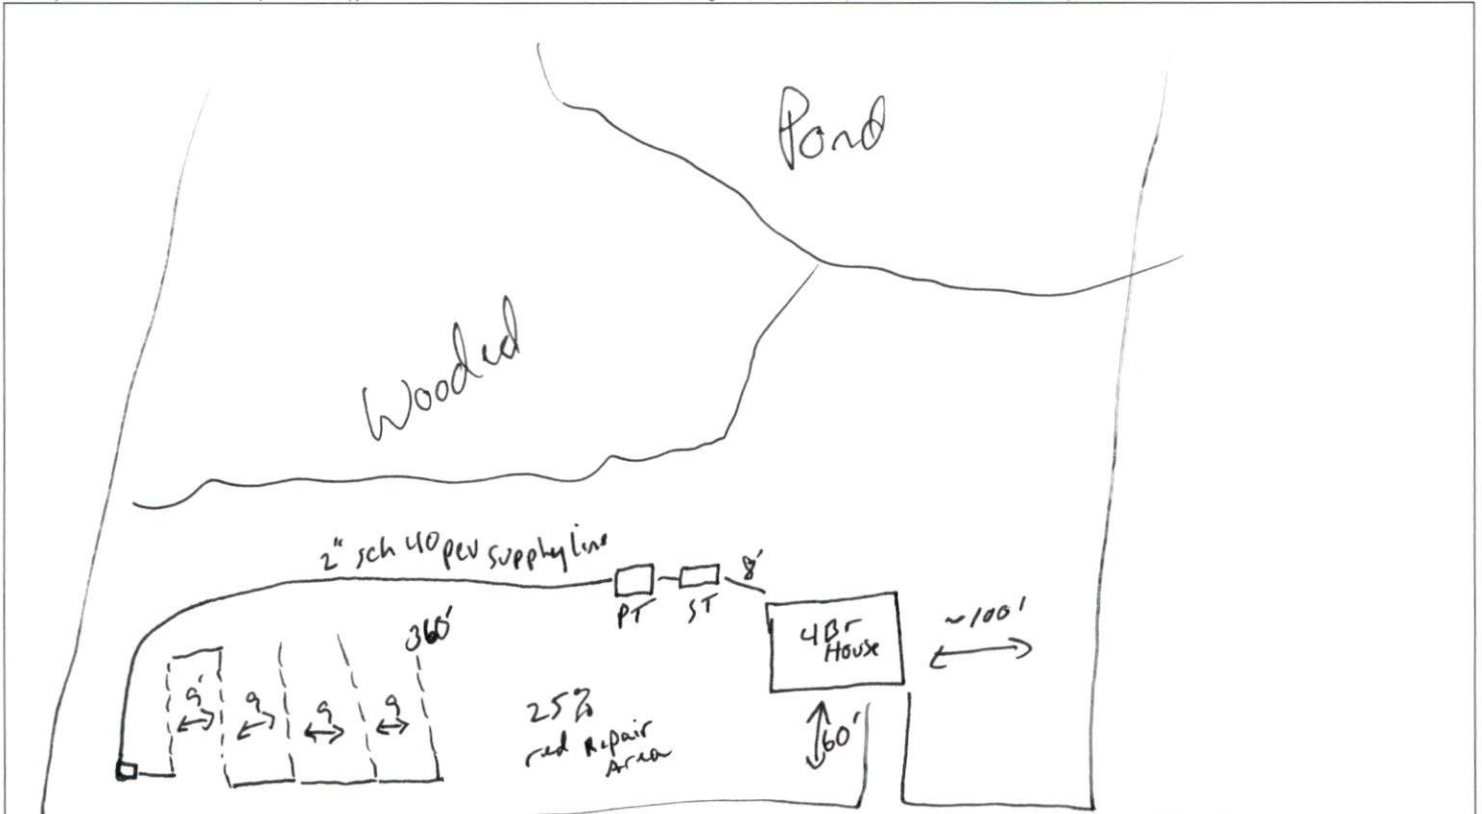 Pond
Wooded
2" sch 40 pvc supply line
8'
PT
ST
360'
4Br
House
~100'
9'
9
9
9
25%
red Repair
Area
60'